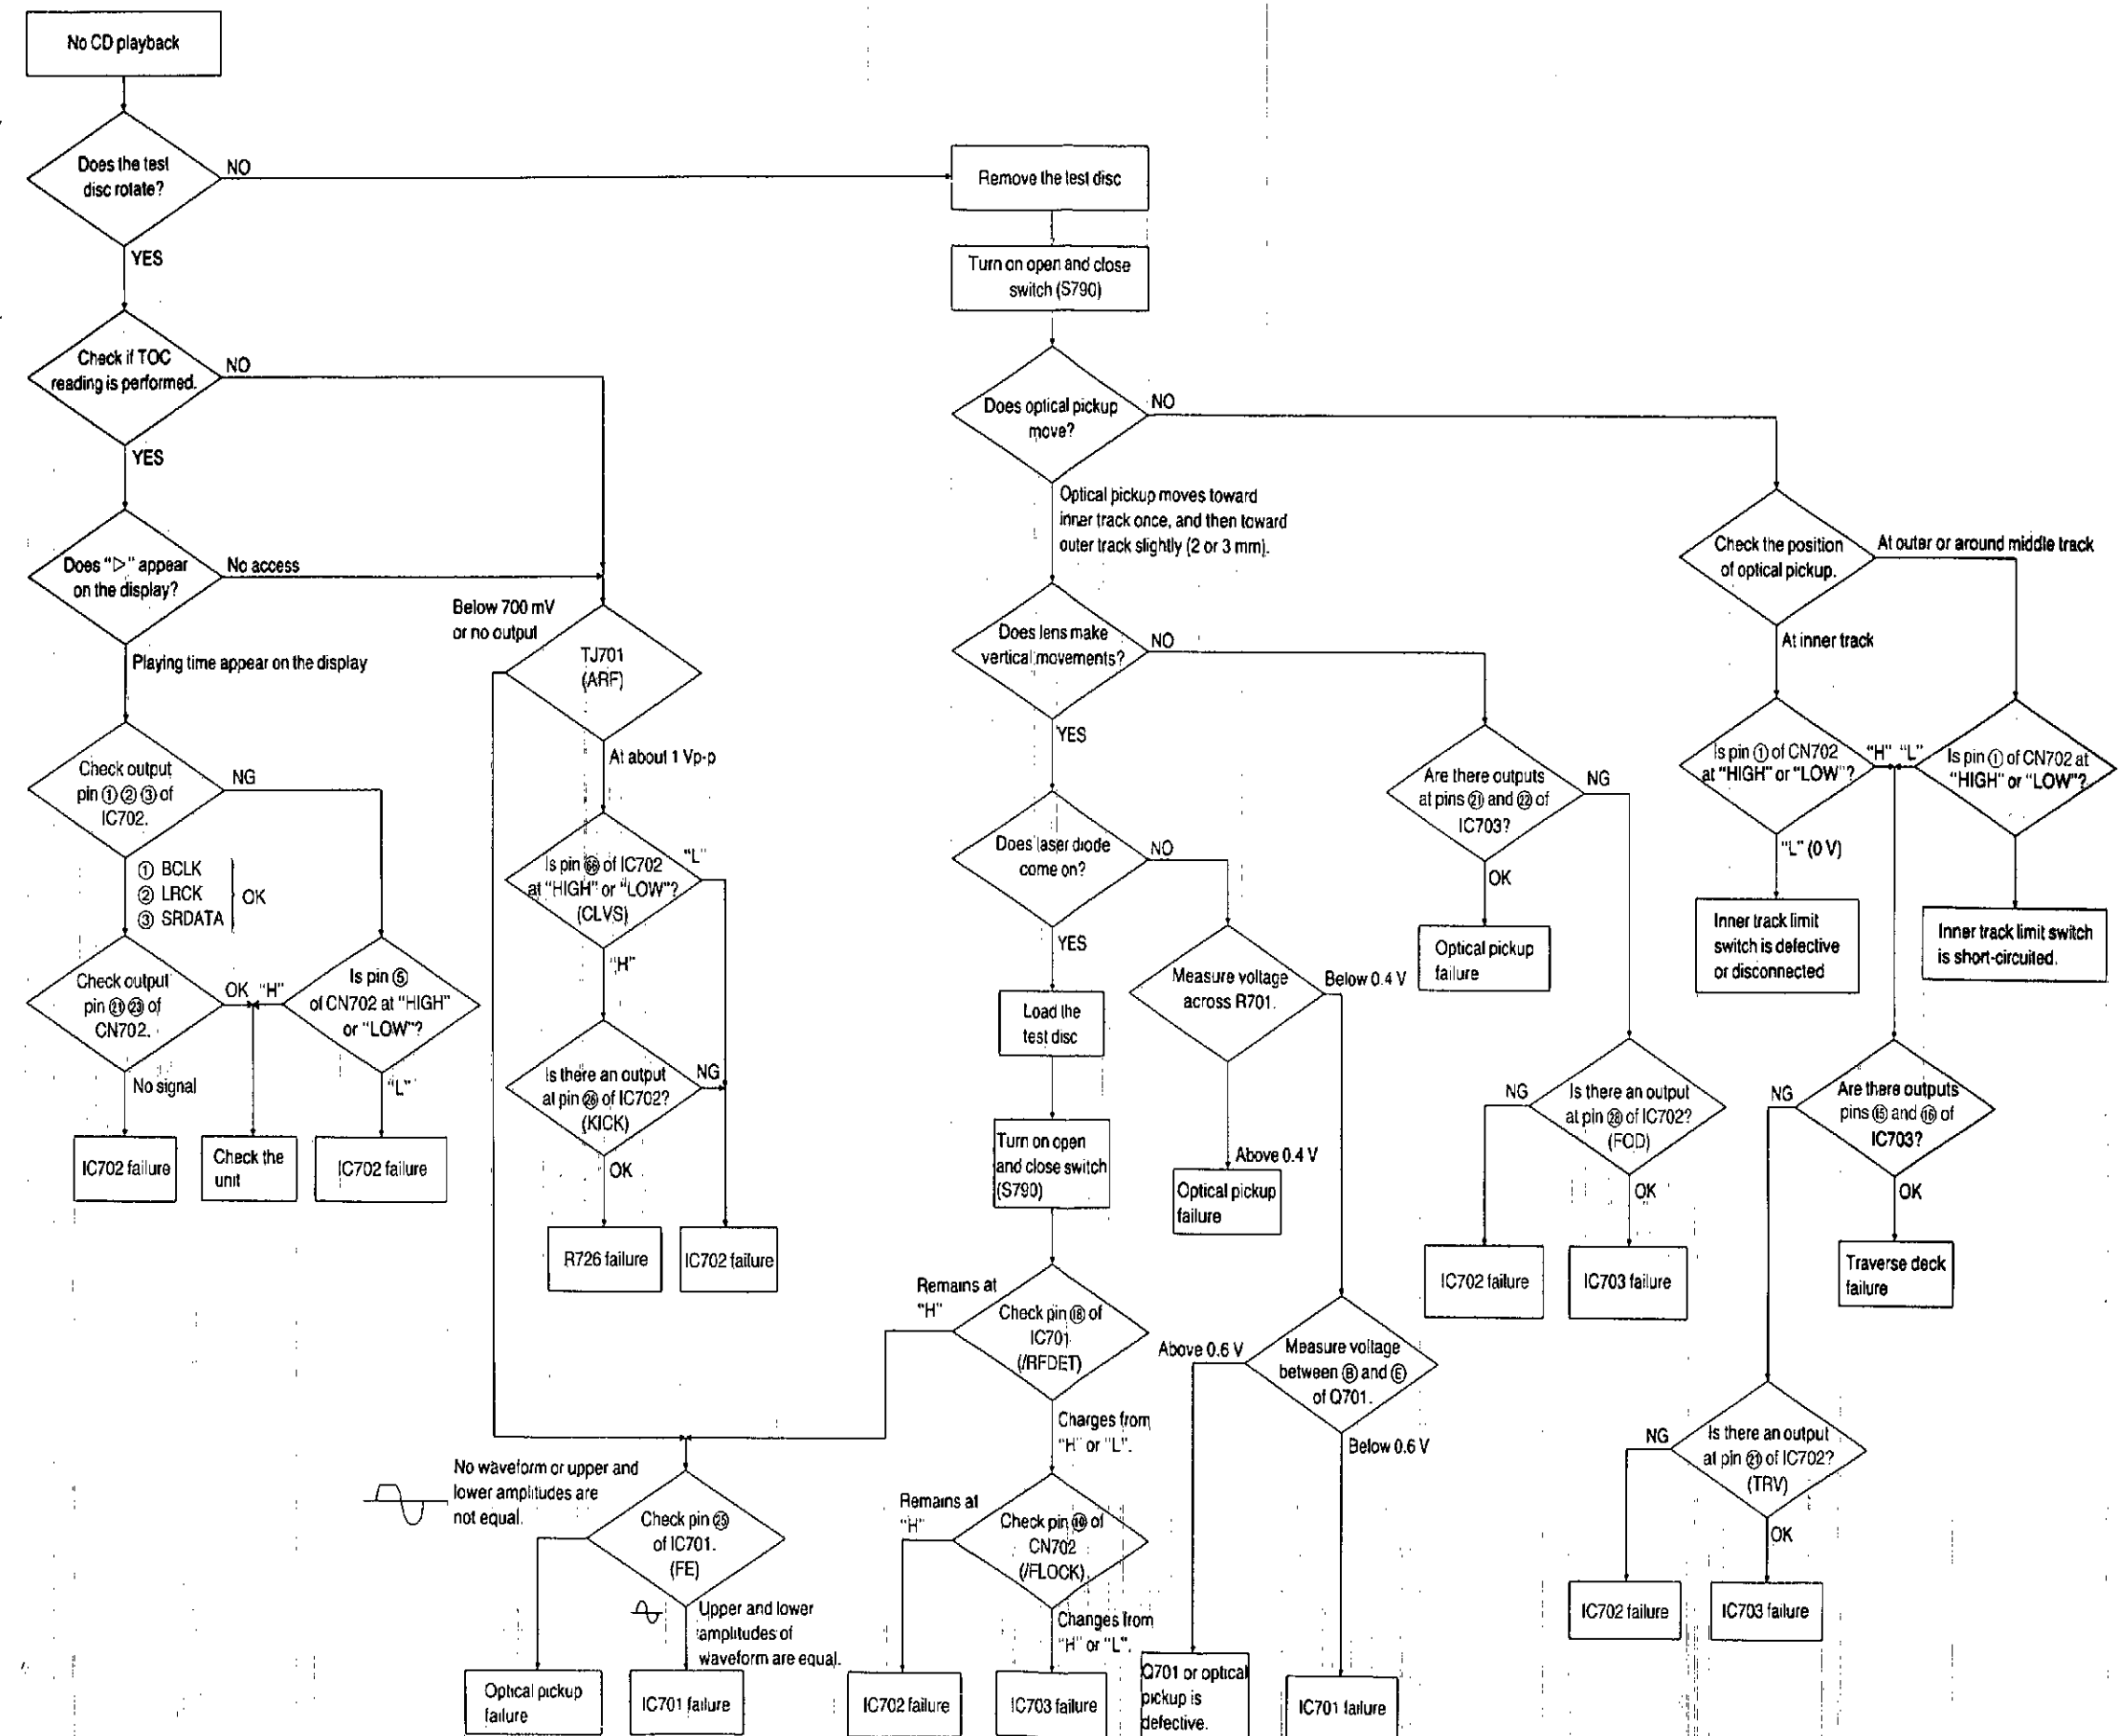 No CD playback
Does the test
disc rotate?
NO
YES
Check if TOC
reading is performed.
NO
YES
Does "▷" appear
on the display?
No access
Playing time appear on the display
Check output
pin ① ② ③ of
IC702.
NG
① BCLK
② LRCK
③ SRDATA
OK
Check output
pin ㉑ ㉓ of
CN702.
OK
"H"
Is pin ⑤
of CN702 at "HIGH"
or "LOW"?
No signal
"L"
IC702 failure
Check the
unit
IC702 failure
Below 700 mV
or no output
TJ701
(ARF)
At about 1 Vp-p
Is pin of IC702
at "HIGH" or "LOW"?
(CLVS)
"L"
"H"
Is there an output
at pin ㉖ of IC702?
(KICK)
NG
OK
R726 failure
IC702 failure
Remove the test disc
Turn on open and close
switch (S790)
Does optical pickup
move?
NO
Optical pickup moves toward
inner track once, and then toward
outer track slightly (2 or 3 mm).
Does lens make
vertical movements?
NO
YES
Does laser diode
come on?
NO
YES
Load the
test disc
Turn on open
and close switch
(S790)
Measure voltage
across R701.
Below 0.4 V
Above 0.4 V
Optical pickup
failure
Remains at
"H"
Check pin ⑱ of
IC701
(/RFDET)
Charges from
"H" or "L".
Remains at
"H"
Check pin ⑩ of
CN702
(/FLOCK).
Changes from
"H" or "L".
IC702 failure
IC703 failure
Above 0.6 V
Measure voltage
between Ⓑ and Ⓔ
of Q701.
Below 0.6 V
Q701 or optical
pickup is
defective.
IC701 failure
No waveform or upper and
lower amplitudes are
not equal.
Check pin ㉕
of IC701.
(FE)
Upper and lower
amplitudes of
waveform are equal.
Optical pickup
failure
IC701 failure
Are there outputs
at pins ㉑ and ㉒ of
IC703?
NG
OK
Optical pickup
failure
NG
Is there an output
at pin ㉘ of IC702?
(FOD)
OK
IC702 failure
IC703 failure
Check the position
of optical pickup.
At outer or around middle track
At inner track
Is pin ① of CN702
at "HIGH" or "LOW"?
"H"
"L"
Is pin ① of CN702 at
"HIGH" or "LOW"?
"L" (0 V)
Inner track limit
switch is defective
or disconnected
Inner track limit switch
is short-circuited.
NG
Are there outputs
pins ⑮ and ⑯ of
IC703?
OK
Traverse deck
failure
NG
Is there an output
at pin ㉑ of IC702?
(TRV)
OK
IC702 failure
IC703 failure